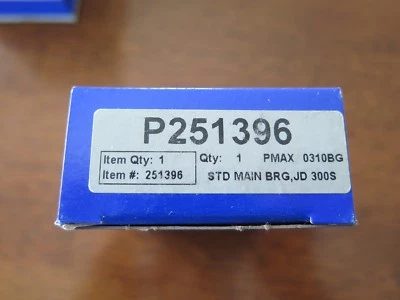 P251396
Item Qty: 1 Qty: 1 PMAX 0310BG
Item #: 251396 STD MAIN BRG,JD 300S